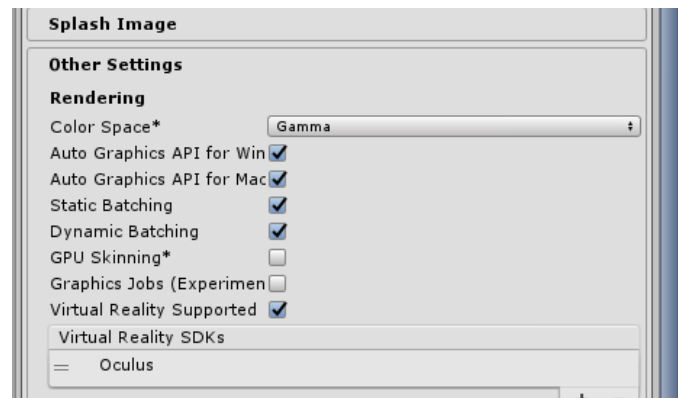 Splash Image
Other Settings
Rendering
Color Space* Gamma
Auto Graphics API for Win
Auto Graphics API for Mac
Static Batching
Dynamic Batching
GPU Skinning*
Graphics Jobs (Experimen
Virtual Reality Supported
Virtual Reality SDKs
= Oculus